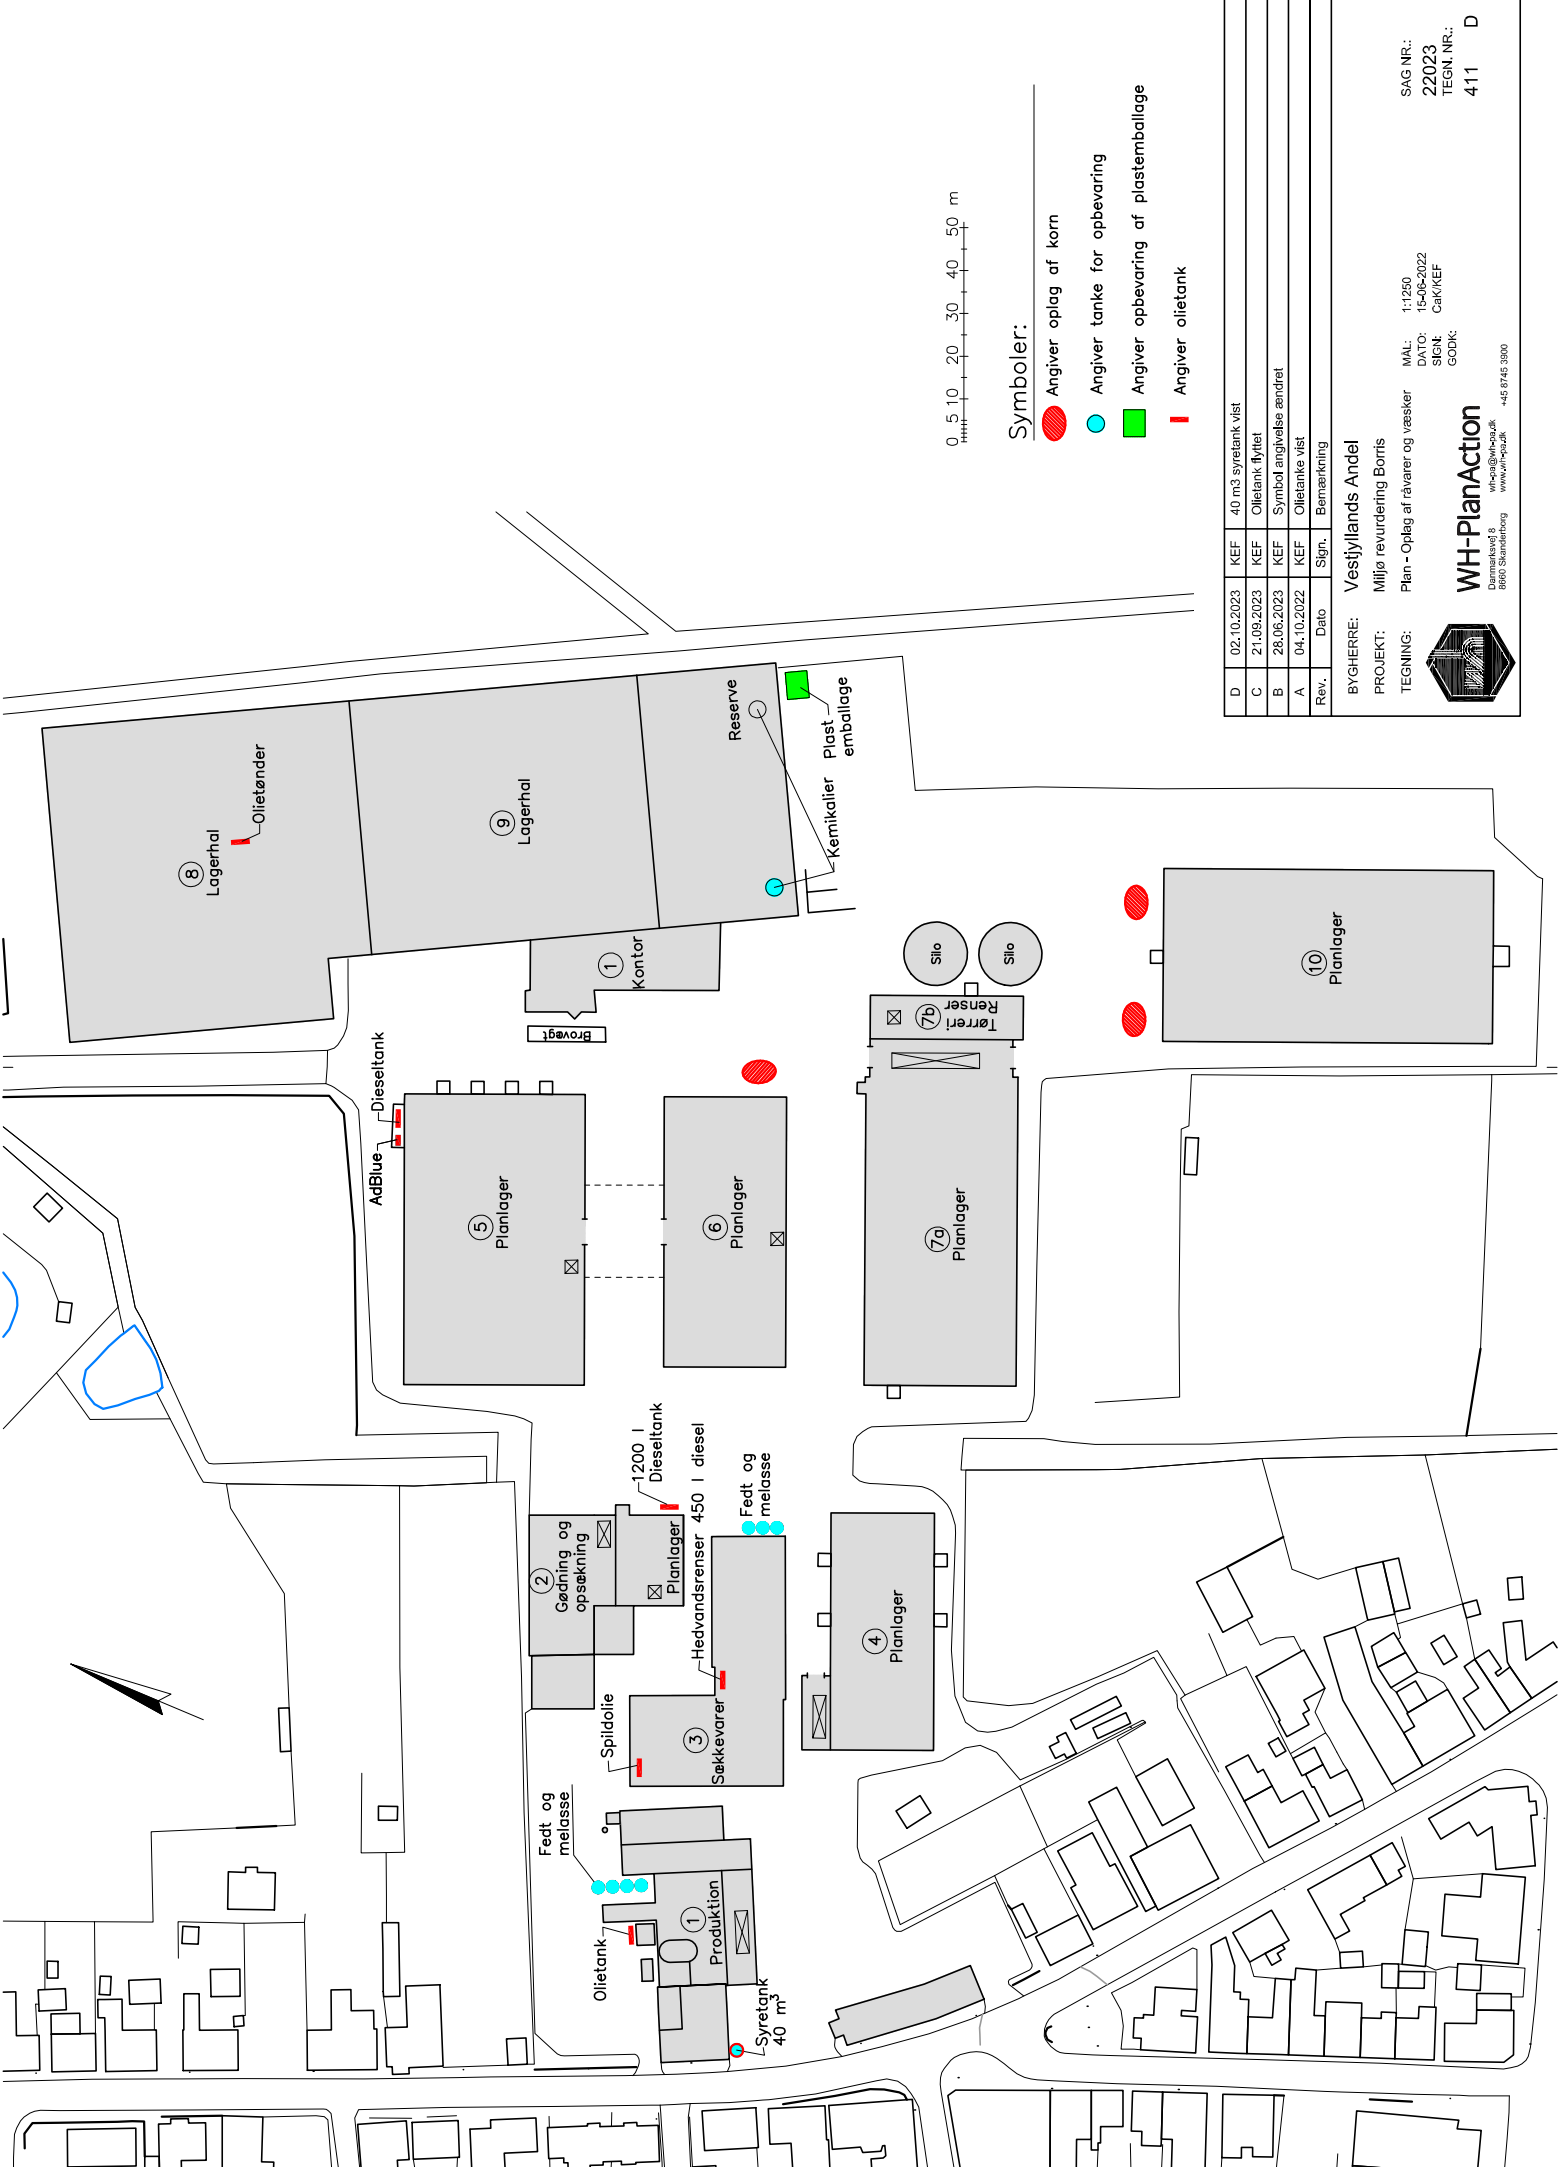 8
Lagerhal
Olietønder
9
Lagerhal
Reserve
Plast
emballage
Kemikalier
1
Kontor
Brovægt
Dieseltank
AdBlue
5
Planlager
6
Planlager
Silo
Silo
7b
Tørreri
Renser
7a
Planlager
10
Planlager
1200 l
Dieseltank
2
Gødning og
opsækning
Planlager
Hedvandsrenser 450 l diesel
Fedt og
melasse
Spildolie
3
Sækkevarer
4
Planlager
Fedt og
melasse
Olietank
1
Produktion
Syretank
40 m³
0 5 10 20 30 40 50 m
Symboler:
Angiver oplag af korn
Angiver tanke for opbevaring
Angiver opbevaring af plastemballage
Angiver olietank
D 02.10.2023 KEF 40 m3 syretank vist
C 21.09.2023 KEF Olietank flyttet
B 28.06.2023 KEF Symbol angivelse ændret
A 04.10.2022 KEF Olietanke vist
Rev. Dato Sign. Bemærkning
BYGHERRE: Vestjyllands Andel
PROJEKT: Miljø revurdering Borris
TEGNING: Plan - Oplag af råvarer og væsker
MÅL: 1:1250
DATO: 15-06-2022
SIGN: CaK/KEF
GODK:
SAG NR.:
22023
TEGN. NR.:
411 D
WH-PlanAction
Danmarksvej 8 wh-pa@wh-pa.dk
8660 Skanderborg www.wh-pa.dk +45 8745 3900